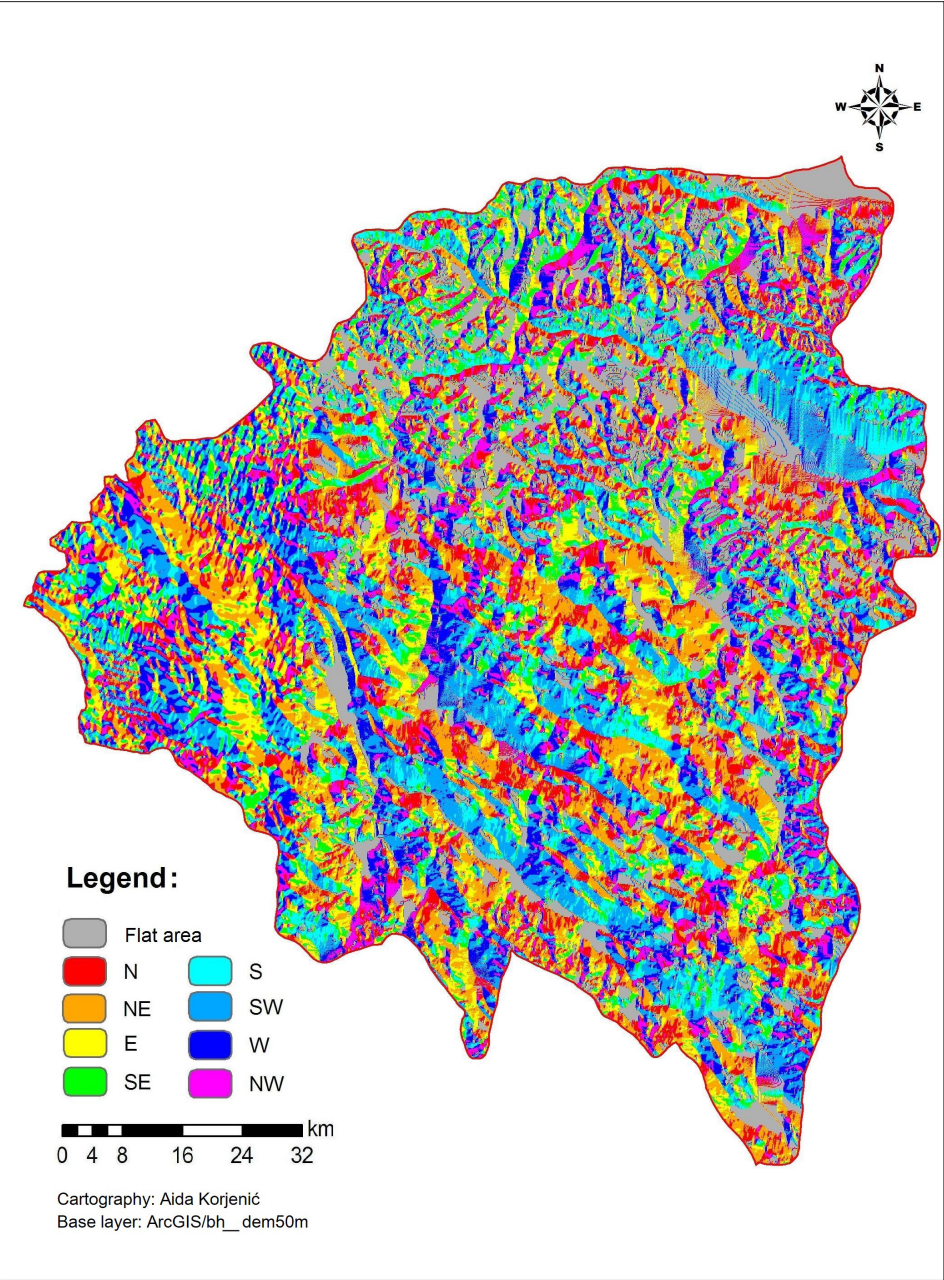 N
W E
S
Legend:
Flat area
N S
NE SW
E W
SE NW
km
0 4 8 16 24 32
Cartography: Aida Korjenić
Base layer: ArcGIS/bh__dem50m